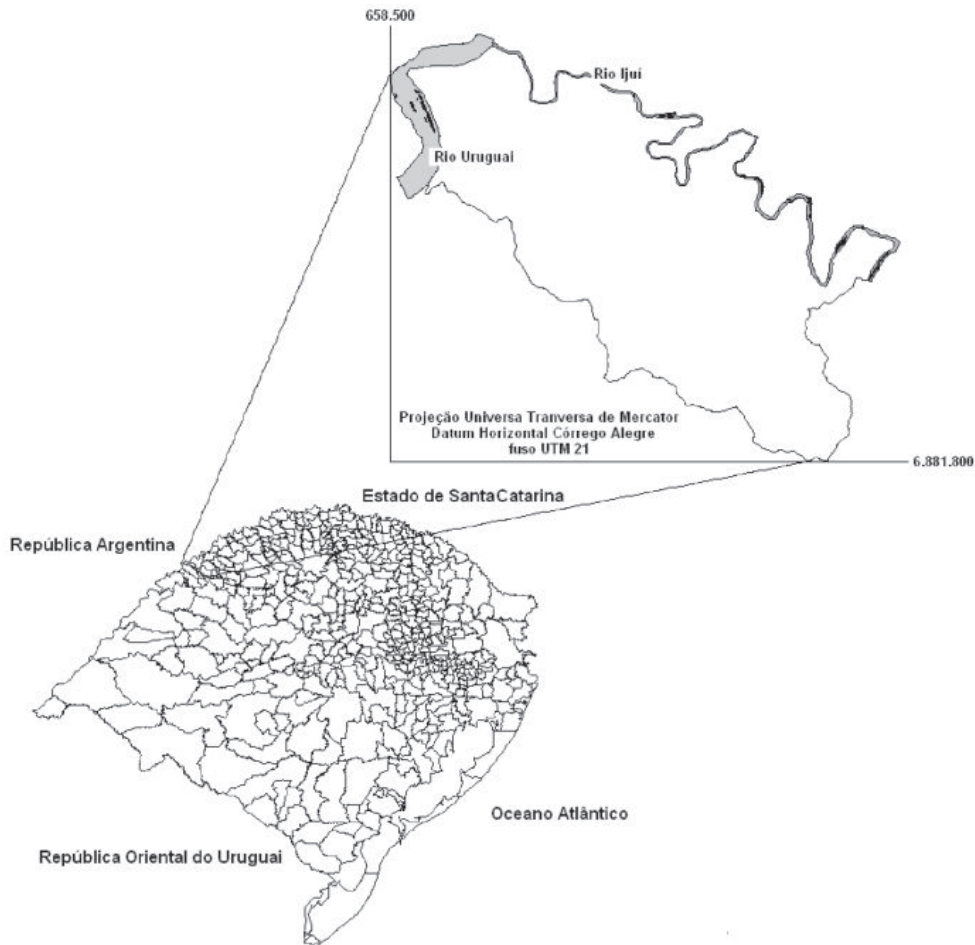 658.500
Rio Ijuí
Rio Uruguai
Projeção Universa Tranversa de Mercator
Datum Horizontal Córrego Alegre
fuso UTM 21
6.881.800
Estado de SantaCatarina
República Argentina
Oceano Atlântico
República Oriental do Uruguai